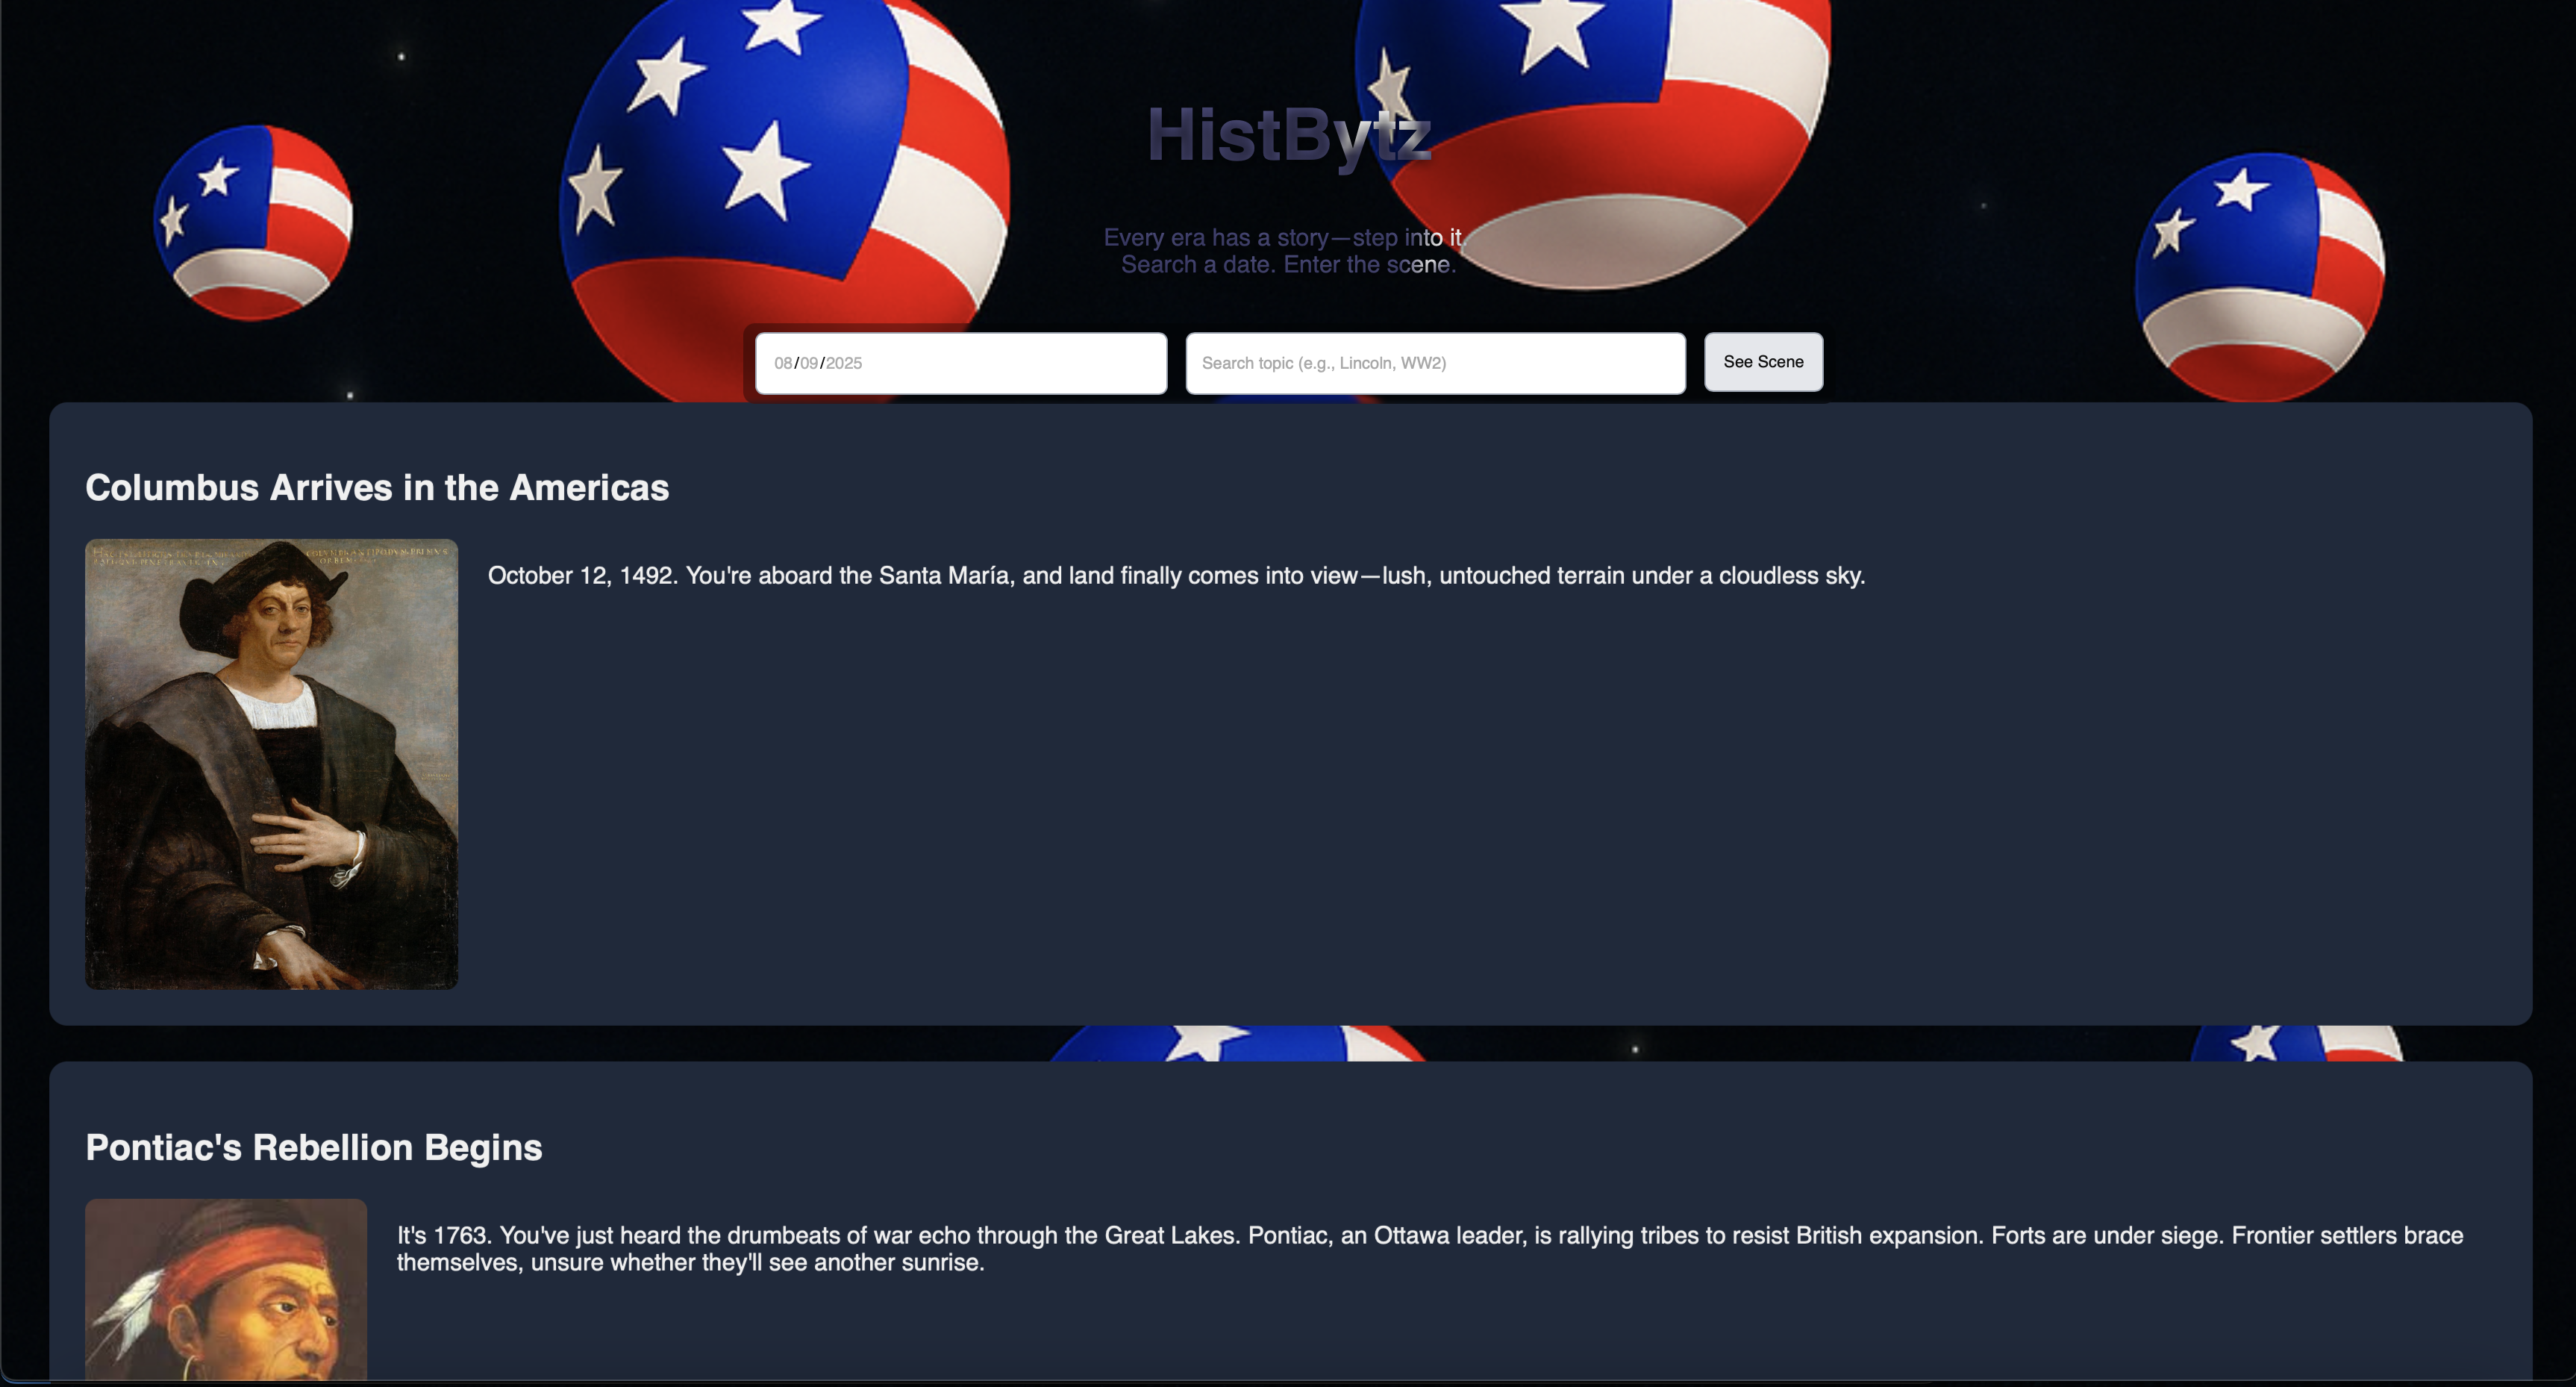 HistBytz
Every era has a story—step into it.
Search a date. Enter the scene.
08/09/2025
Search topic (e.g., Lincoln, WW2)
See Scene
Columbus Arrives in the Americas
October 12, 1492. You're aboard the Santa María, and land finally comes into view—lush, untouched terrain under a cloudless sky.
Pontiac's Rebellion Begins
It's 1763. You've just heard the drumbeats of war echo through the Great Lakes. Pontiac, an Ottawa leader, is rallying tribes to resist British expansion. Forts are under siege. Frontier settlers brace
themselves, unsure whether they'll see another sunrise.